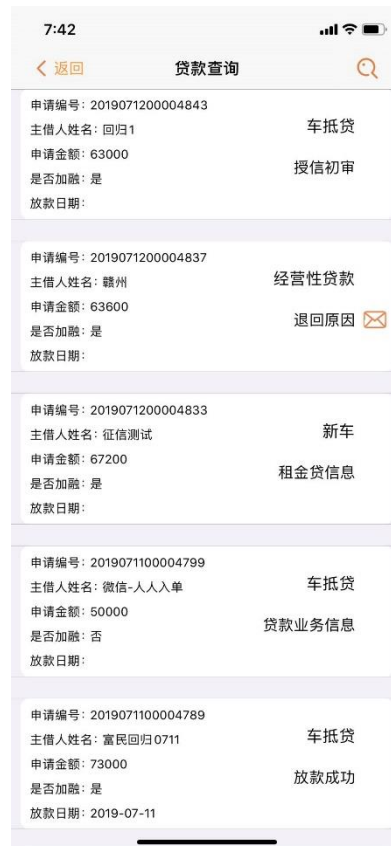 7:42
返回
贷款查询
申请编号：2019071200004843
主借人姓名：回归1
车抵贷
申请金额：63000
授信初审
是否加融：是
放款日期：
申请编号：2019071200004837
主借人姓名：赣州
经营性贷款
申请金额：63600
退回原因
是否加融：是
放款日期：
申请编号：2019071200004833
主借人姓名：征信测试
新车
申请金额：67200
租金贷信息
是否加融：是
放款日期：
申请编号：2019071100004799
主借人姓名：微信-人人入单
车抵贷
申请金额：50000
贷款业务信息
是否加融：否
放款日期：
申请编号：2019071100004789
主借人姓名：富民回归0711
车抵贷
申请金额：73000
放款成功
是否加融：是
放款日期：2019-07-11